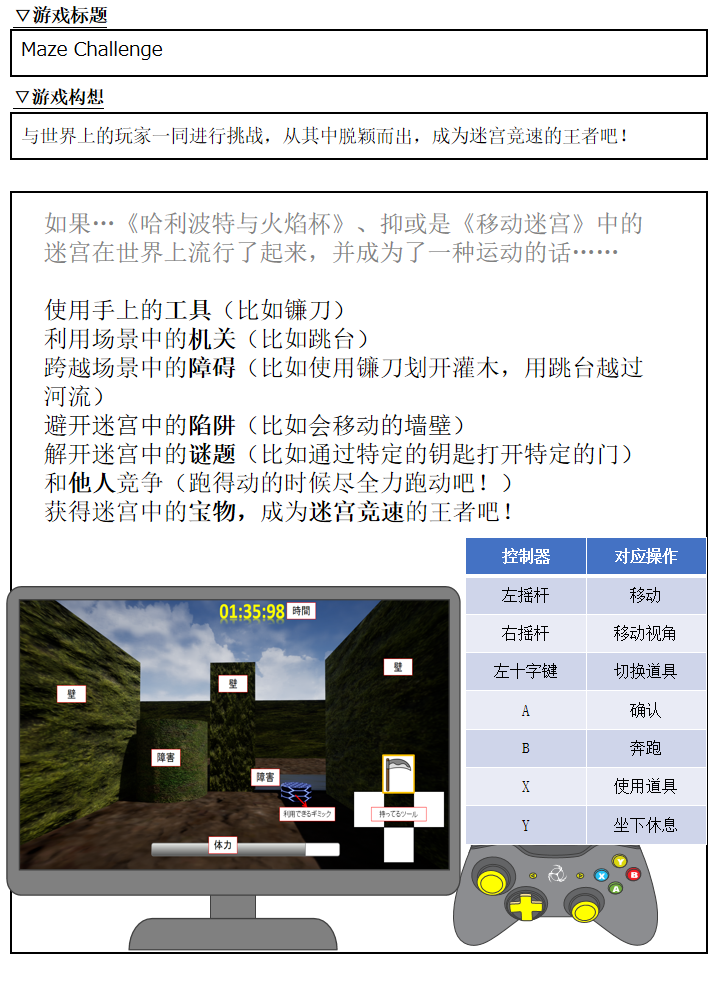 ▽游戏标题
Maze Challenge
▽游戏构想
与世界上的玩家一同进行挑战，从其中脱颖而出，成为迷宫竞速的王者吧！
如果…《哈利波特与火焰杯》、抑或是《移动迷宫》中的
迷宫在世界上流行了起来，并成为了一种运动的话……
使用手上的工具（比如镰刀）
利用场景中的机关（比如跳台）
跨越场景中的障碍（比如使用镰刀划开灌木，用跳台越过
河流）
避开迷宫中的陷阱（比如会移动的墙壁）
解开迷宫中的谜题（比如通过特定的钥匙打开特定的门）
和他人竞争（跑得动的时候尽全力跑动吧！）
获得迷宫中的宝物，成为迷宫竞速的王者吧！
控制器 对应操作
左摇杆 移动
右摇杆 移动视角
左十字键 切换道具
A 确认
B 奔跑
X 使用道具
Y 坐下休息
01:35:98 時間
壁
壁
壁
障害
障害
利用できるギミック
持ってるツール
体力
Y
X
B
A